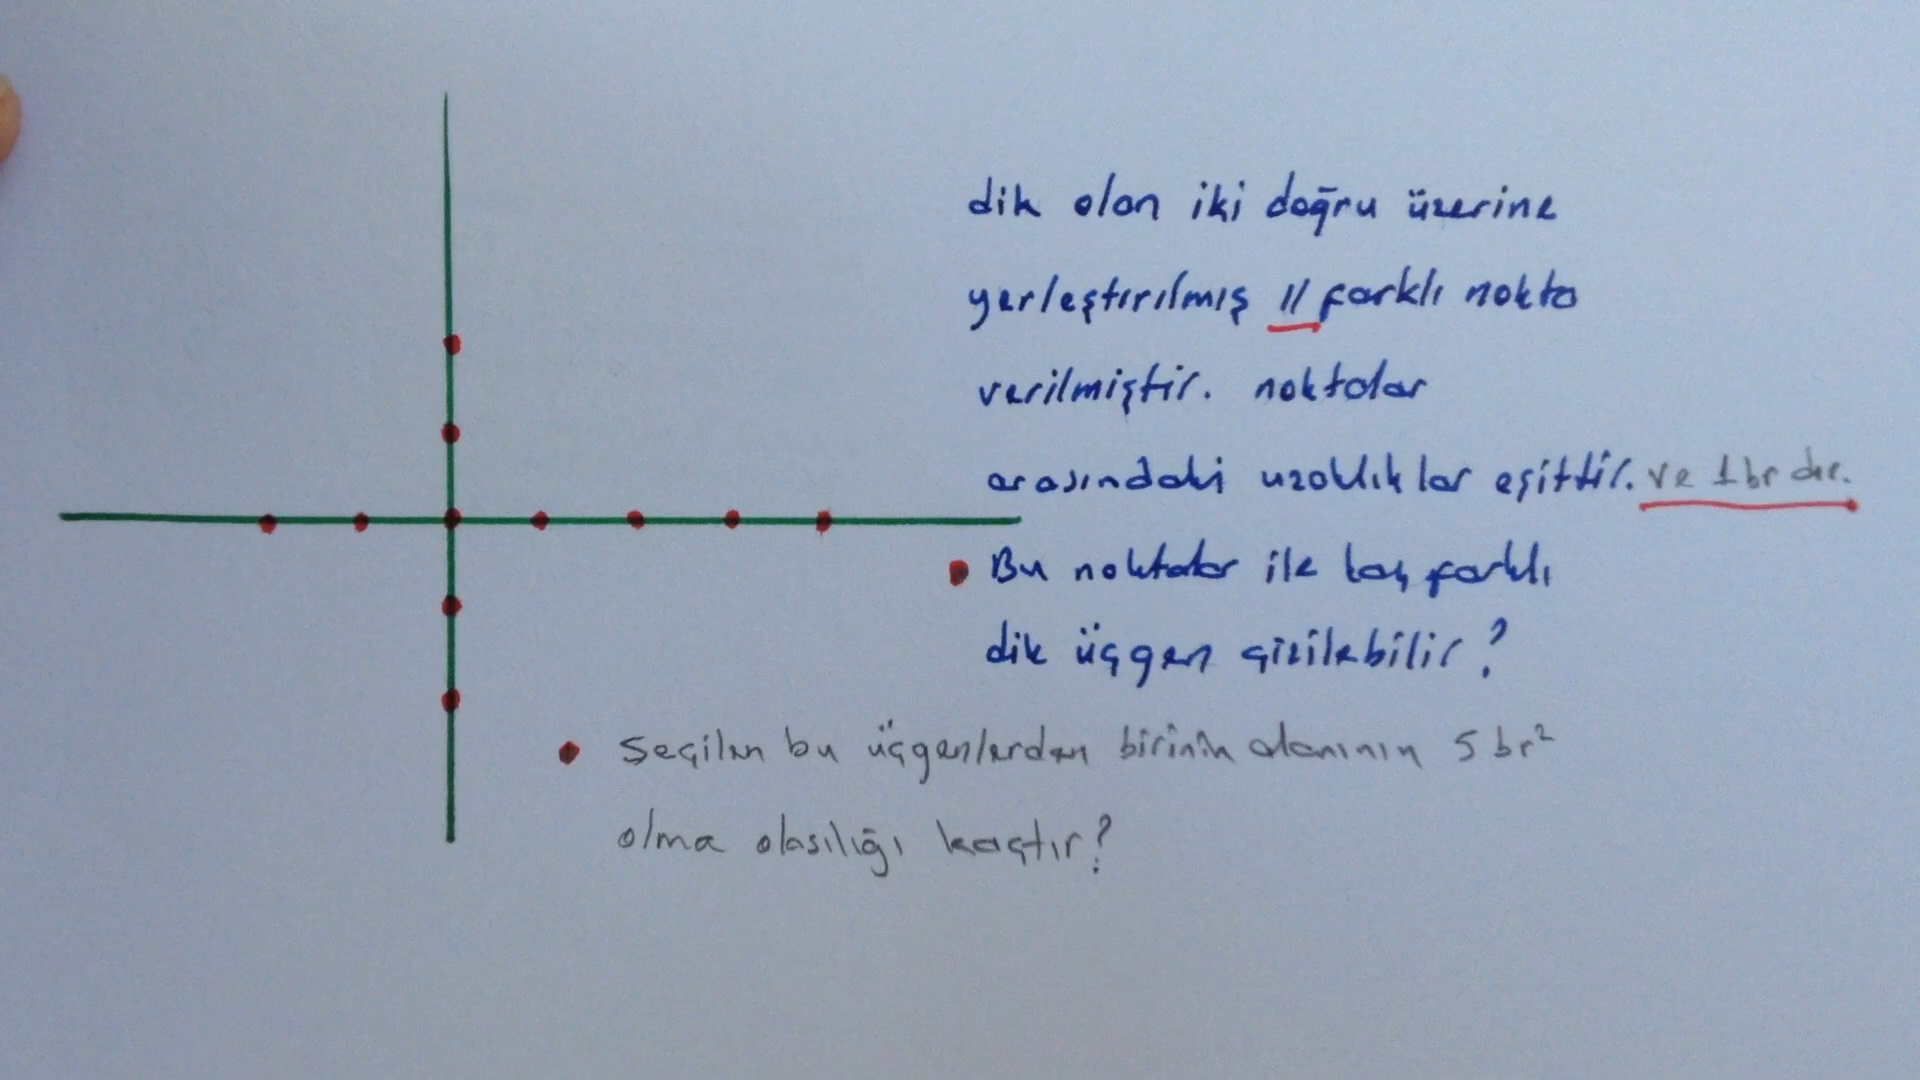 dik olan iki doğru üzerine
yerleştirilmiş 11 farklı nokta
verilmiştir. noktalar
arasındaki uzaklıklar eşittir. ve 1 br dir.
• Bu noktalar ile kaç farklı
dik üçgen çizilebilir?
• Seçilen bu üçgenlerden birinin alanının 5 br²
olma olasılığı kaçtır?